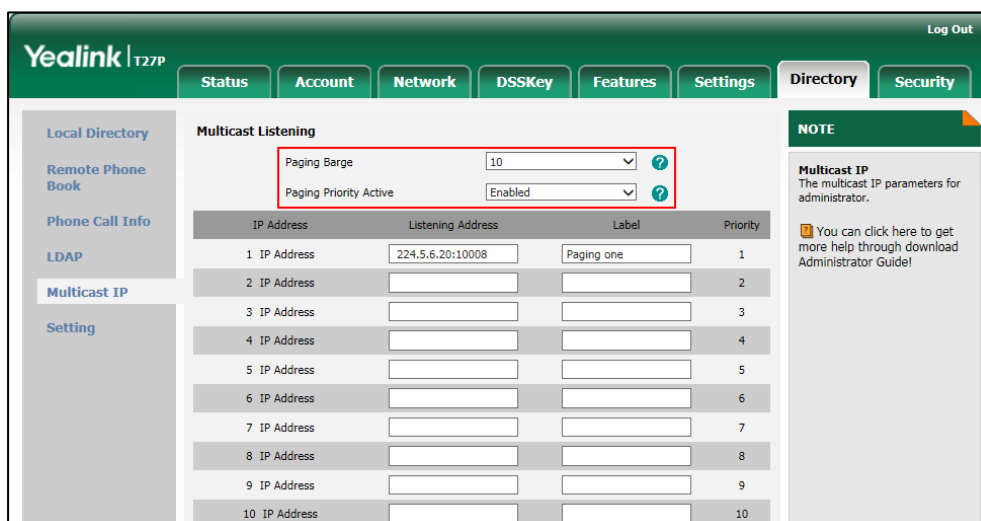 Log Out
Yealink T27P
Status Account Network DSSKey Features Settings Directory Security
Local Directory
Remote Phone
Book
Phone Call Info
LDAP
Multicast IP
Setting
Multicast Listening
Paging Barge 10
Paging Priority Active Enabled
IP Address Listening Address Label Priority
1 IP Address 224.5.6.20:10008 Paging one 1
2 IP Address 2
3 IP Address 3
4 IP Address 4
5 IP Address 5
6 IP Address 6
7 IP Address 7
8 IP Address 8
9 IP Address 9
10 IP Address 10
NOTE
Multicast IP
The multicast IP parameters for
administrator.
You can click here to get
more help through download
Administrator Guide!